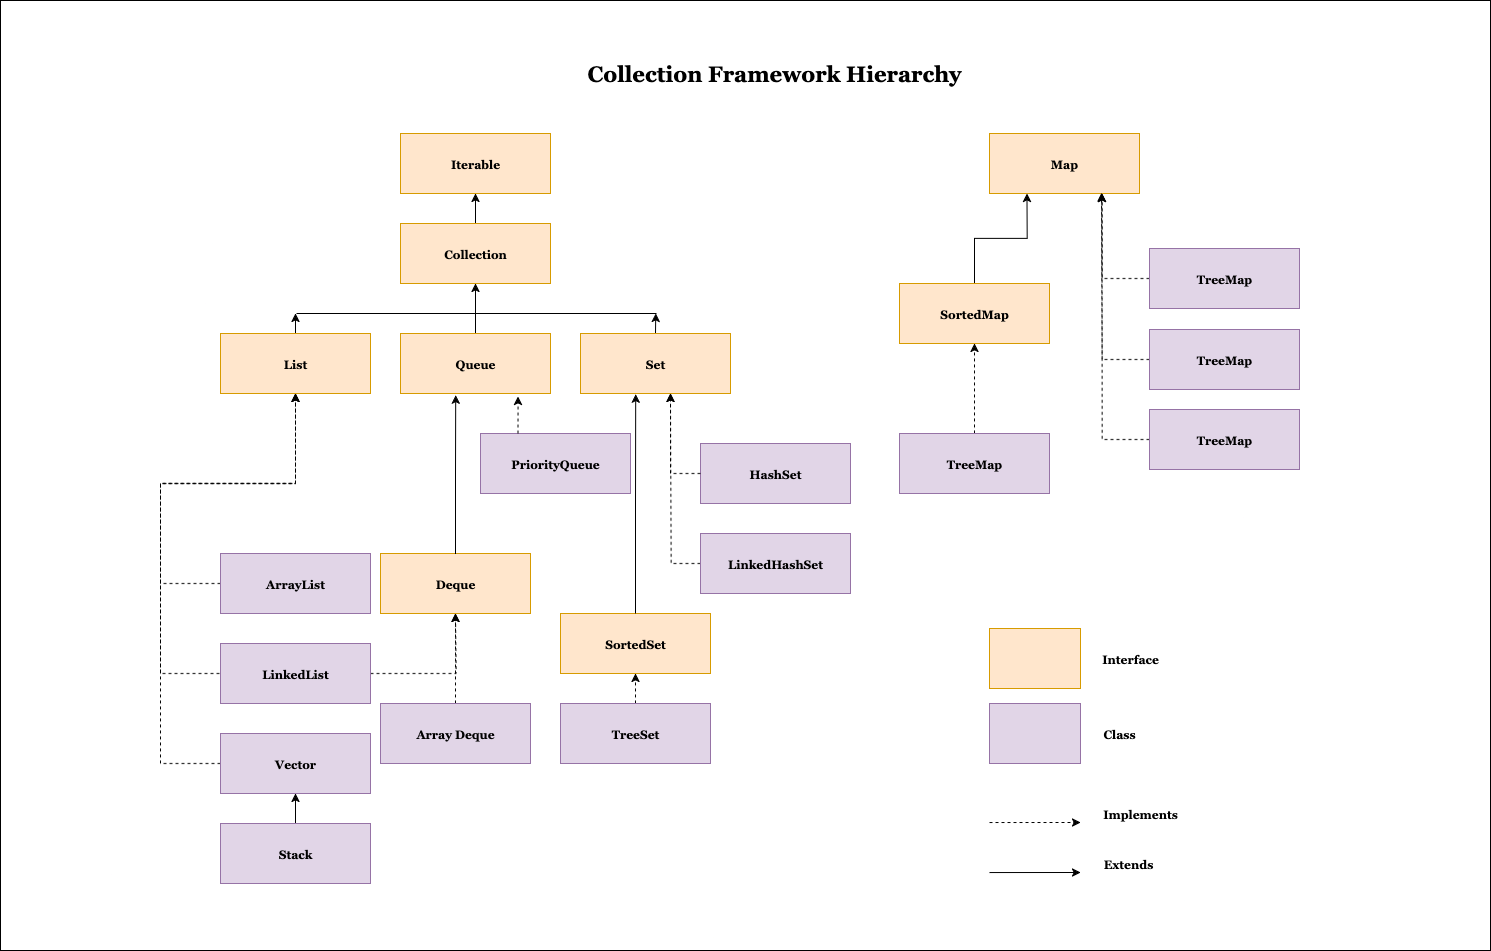 Collection Framework Hierarchy
Iterable
Map
Collection
TreeMap
SortedMap
List
Queue
Set
TreeMap
TreeMap
PriorityQueue
HashSet
TreeMap
LinkedHashSet
ArrayList
Deque
SortedSet
LinkedList
Array Deque
TreeSet
Vector
Stack
Interface
Class
Implements
Extends